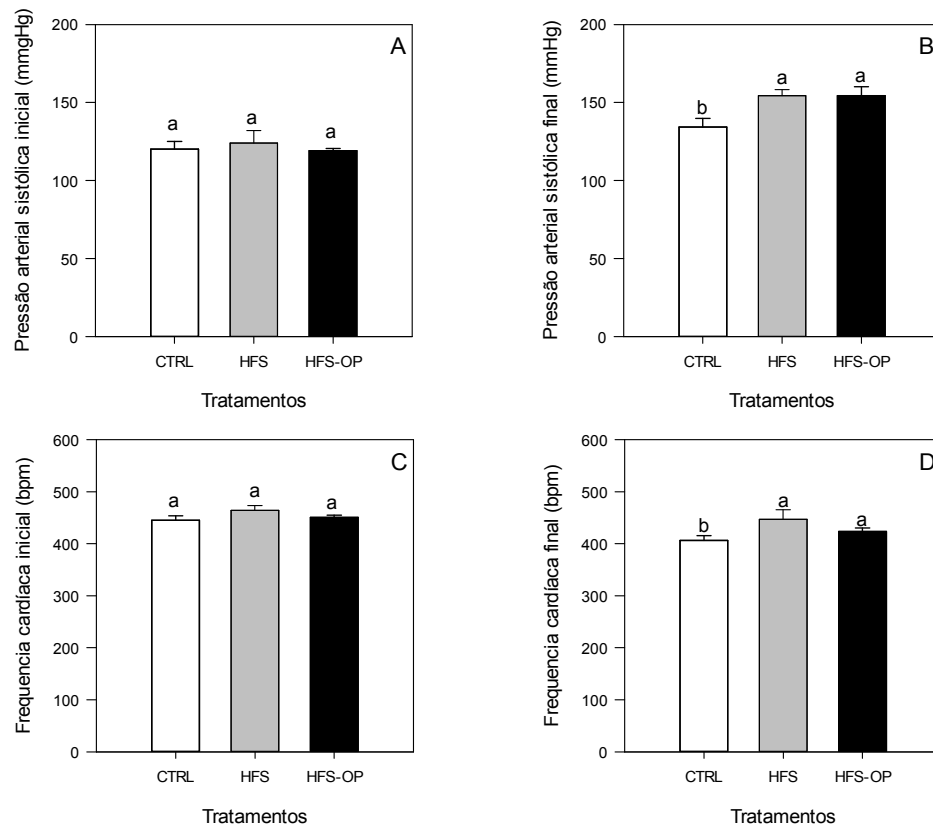 Pressão arterial sistólica inicial (mmgHg)
200
150
100
50
0
A
a
a
a
CTRL
HFS
HFS-OP
Tratamentos
Pressão arterial sistólica final (mmHg)
200
150
100
50
0
B
b
a
a
CTRL
HFS
HFS-OP
Tratamentos
Frequencia cardíaca inicial (bpm)
600
500
400
300
200
100
0
C
a
a
a
CTRL
HFS
HFS-OP
Tratamentos
Frequencia cardíaca final (bpm)
600
500
400
300
200
100
0
D
b
a
a
CTRL
HFS
HFS-OP
Tratamentos